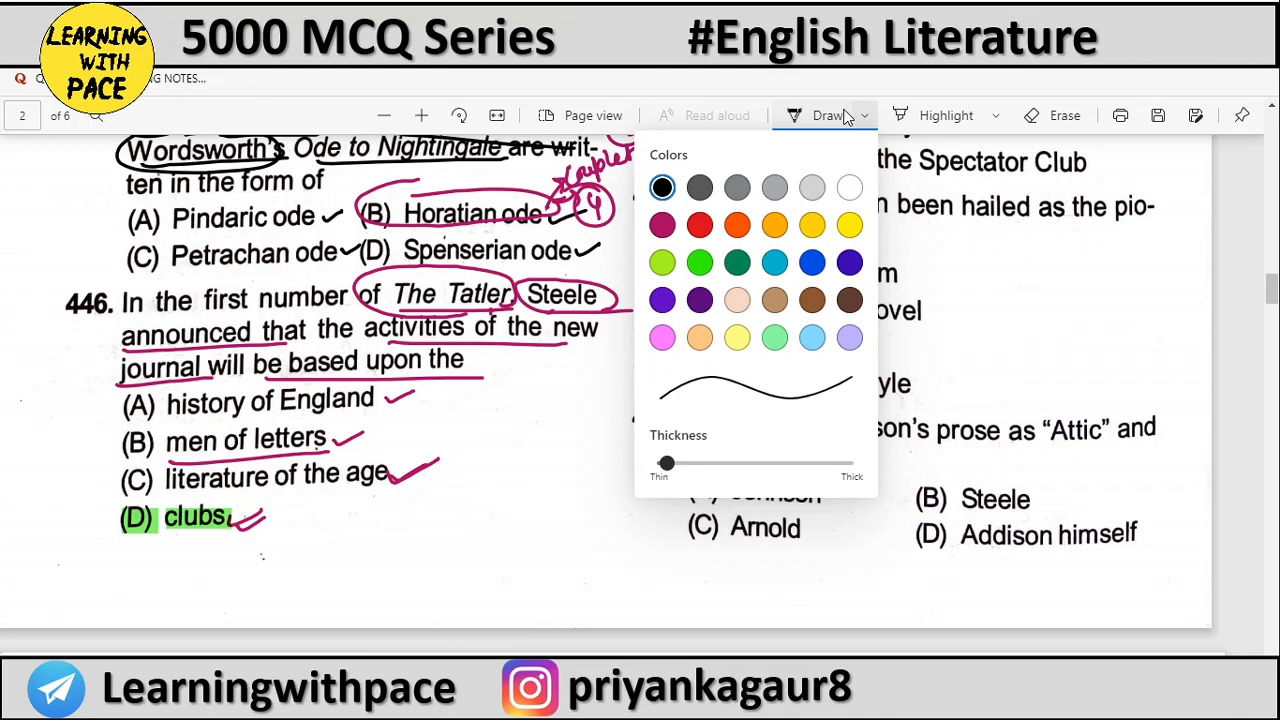 LEARNING
WITH
PACE
5000 MCQ Series
#English Literature
NG NOTES...
2
of 6
Page view
Read aloud
Draw
Highlight
Erase
Wordsworth's Ode to Nightingale are writ-
ten in the form of
Couplet
(A) Pindaric ode
(B) Horatian ode
4
(C) Petrachan ode
(D) Spenserian ode
446. In the first number of The Tatler, Steele
announced that the activities of the new
journal will be based upon the
(A) history of England
(B) men of letters
(C) literature of the age
(D) clubs
Colors
Thickness
Thin
Thick
the Spectator Club
n been hailed as the pio-
m
ovel
yle
son's prose as “Attic” and
Johnson
(B) Steele
(C) Arnold
(D) Addison himself
Learningwithpace
priyankagaur8